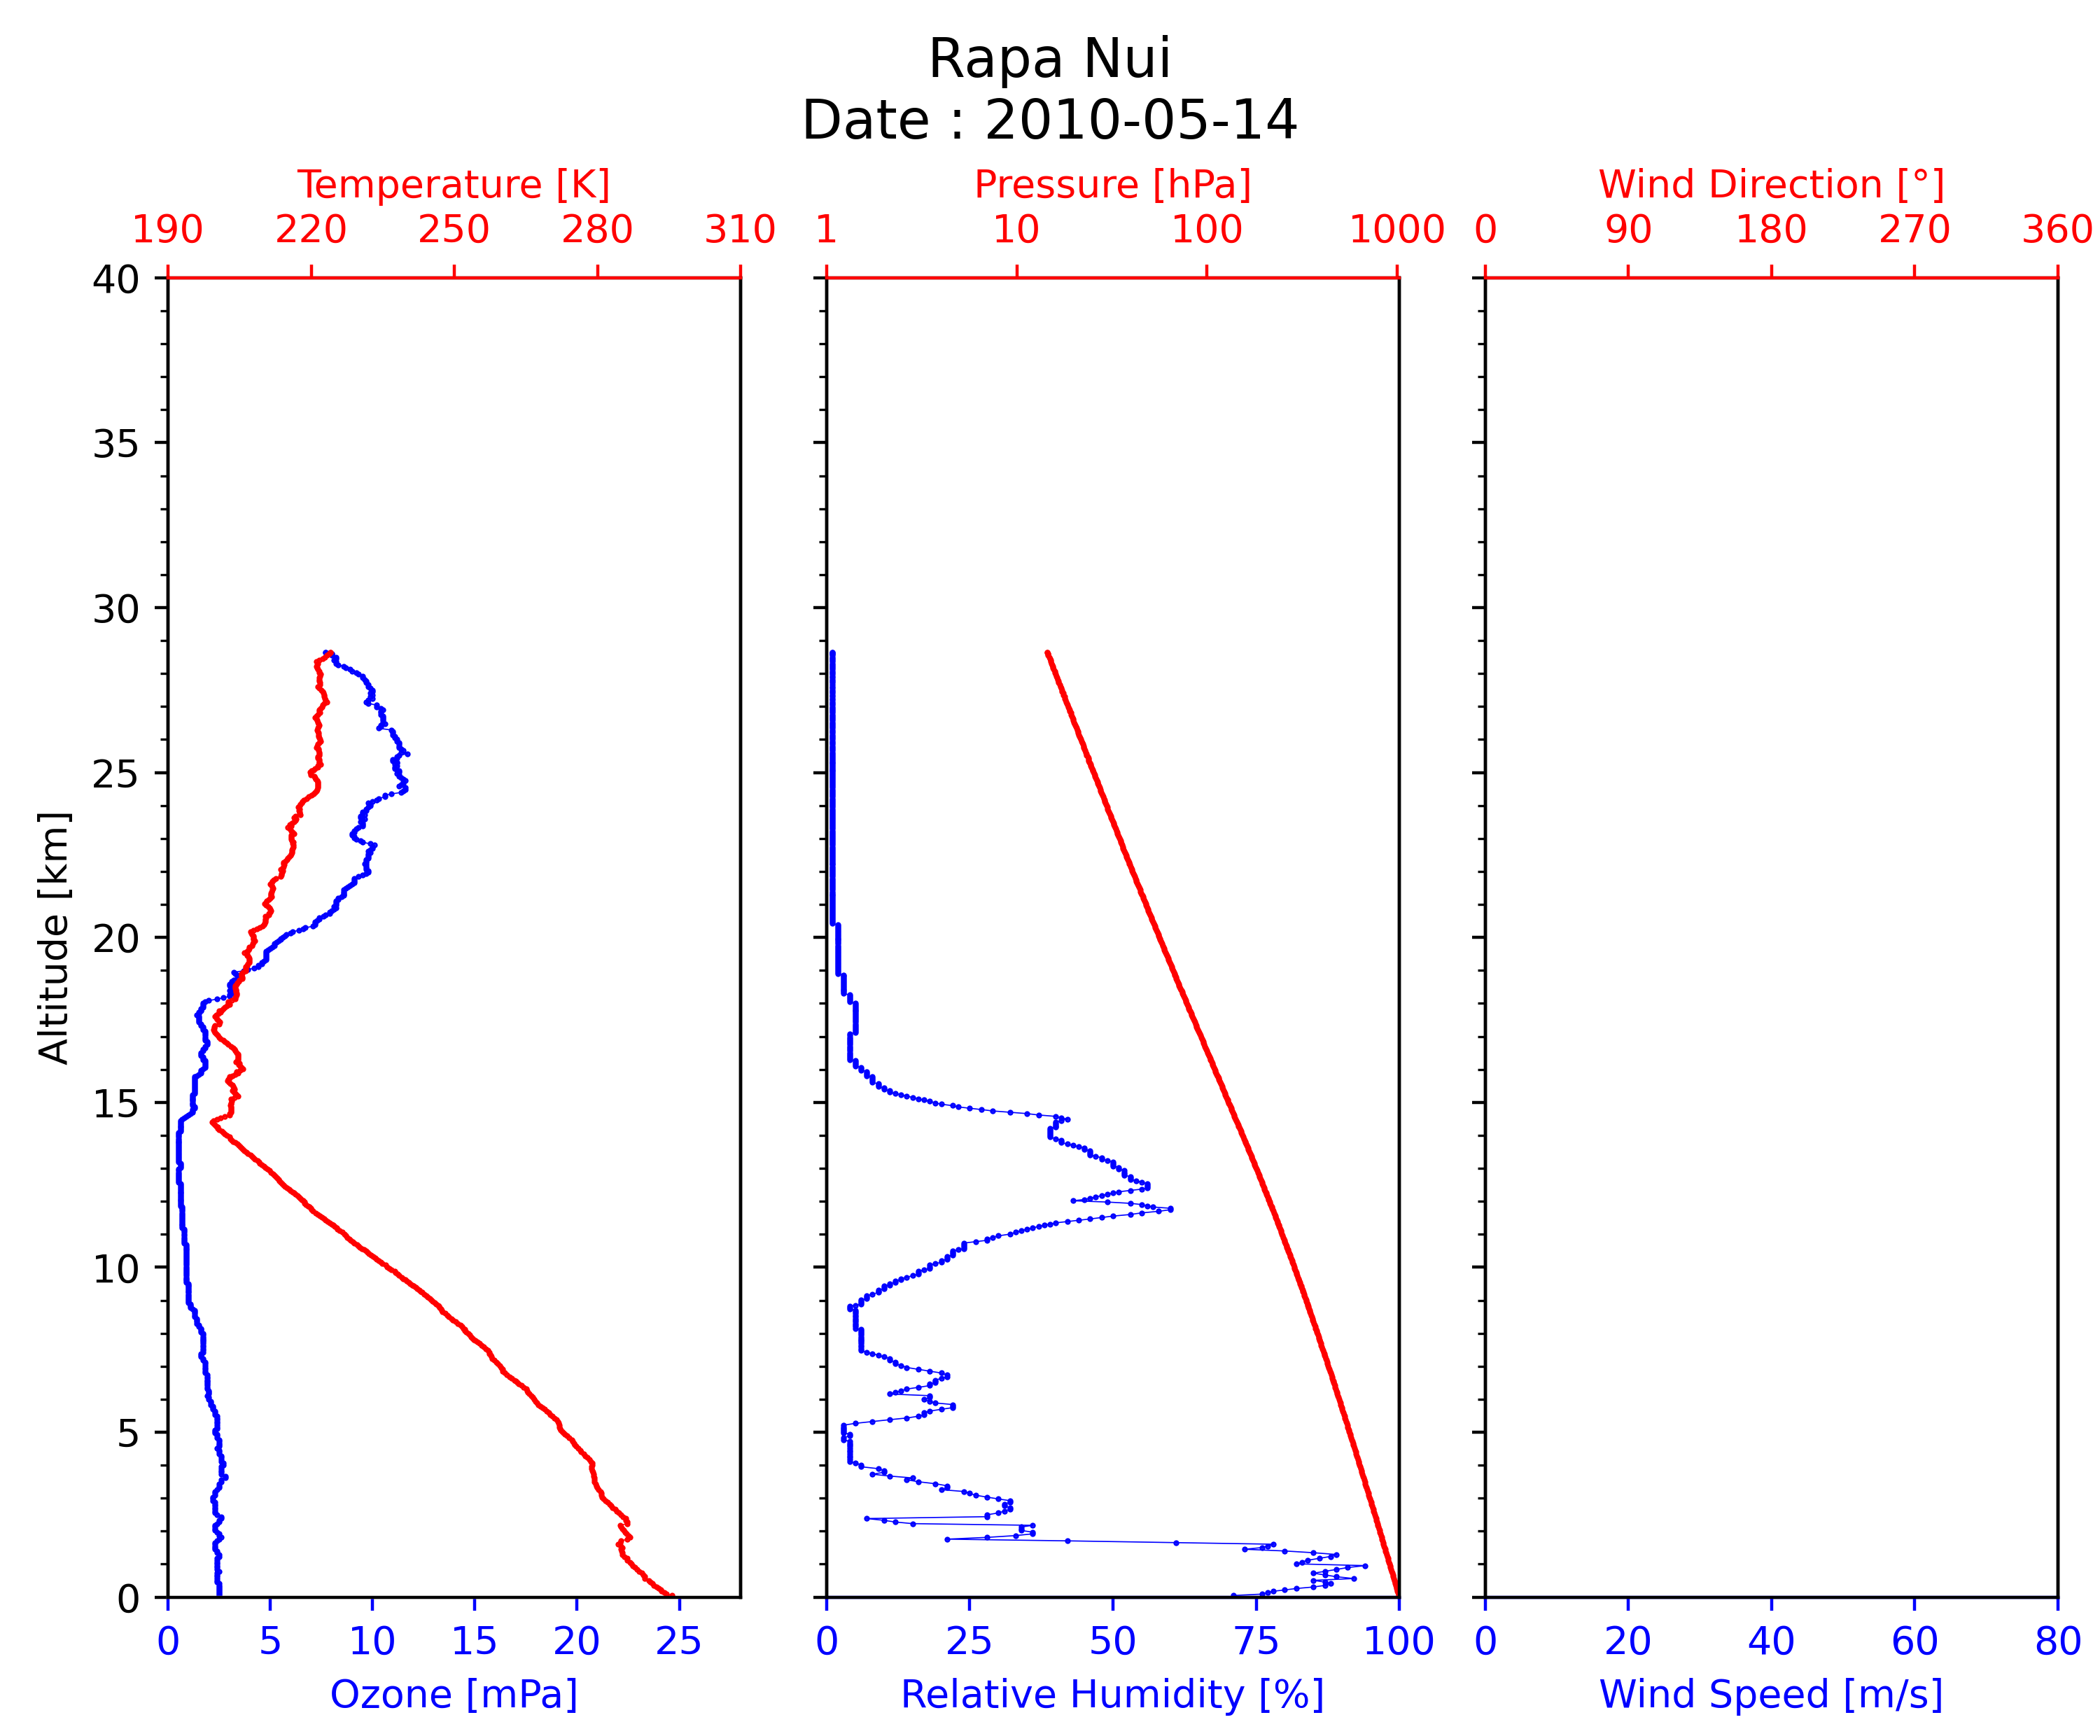 Rapa Nui
Date : 2010-05-14
Temperature [K]
Pressure [hPa]
Wind Direction [°]
190 220 250 280 310
1 10 100 1000
0 90 180 270 360
40
35
30
25
20
15
10
5
0
Altitude [km]
0 5 10 15 20 25
0 25 50 75 100
0 20 40 60 80
Ozone [mPa]
Relative Humidity [%]
Wind Speed [m/s]